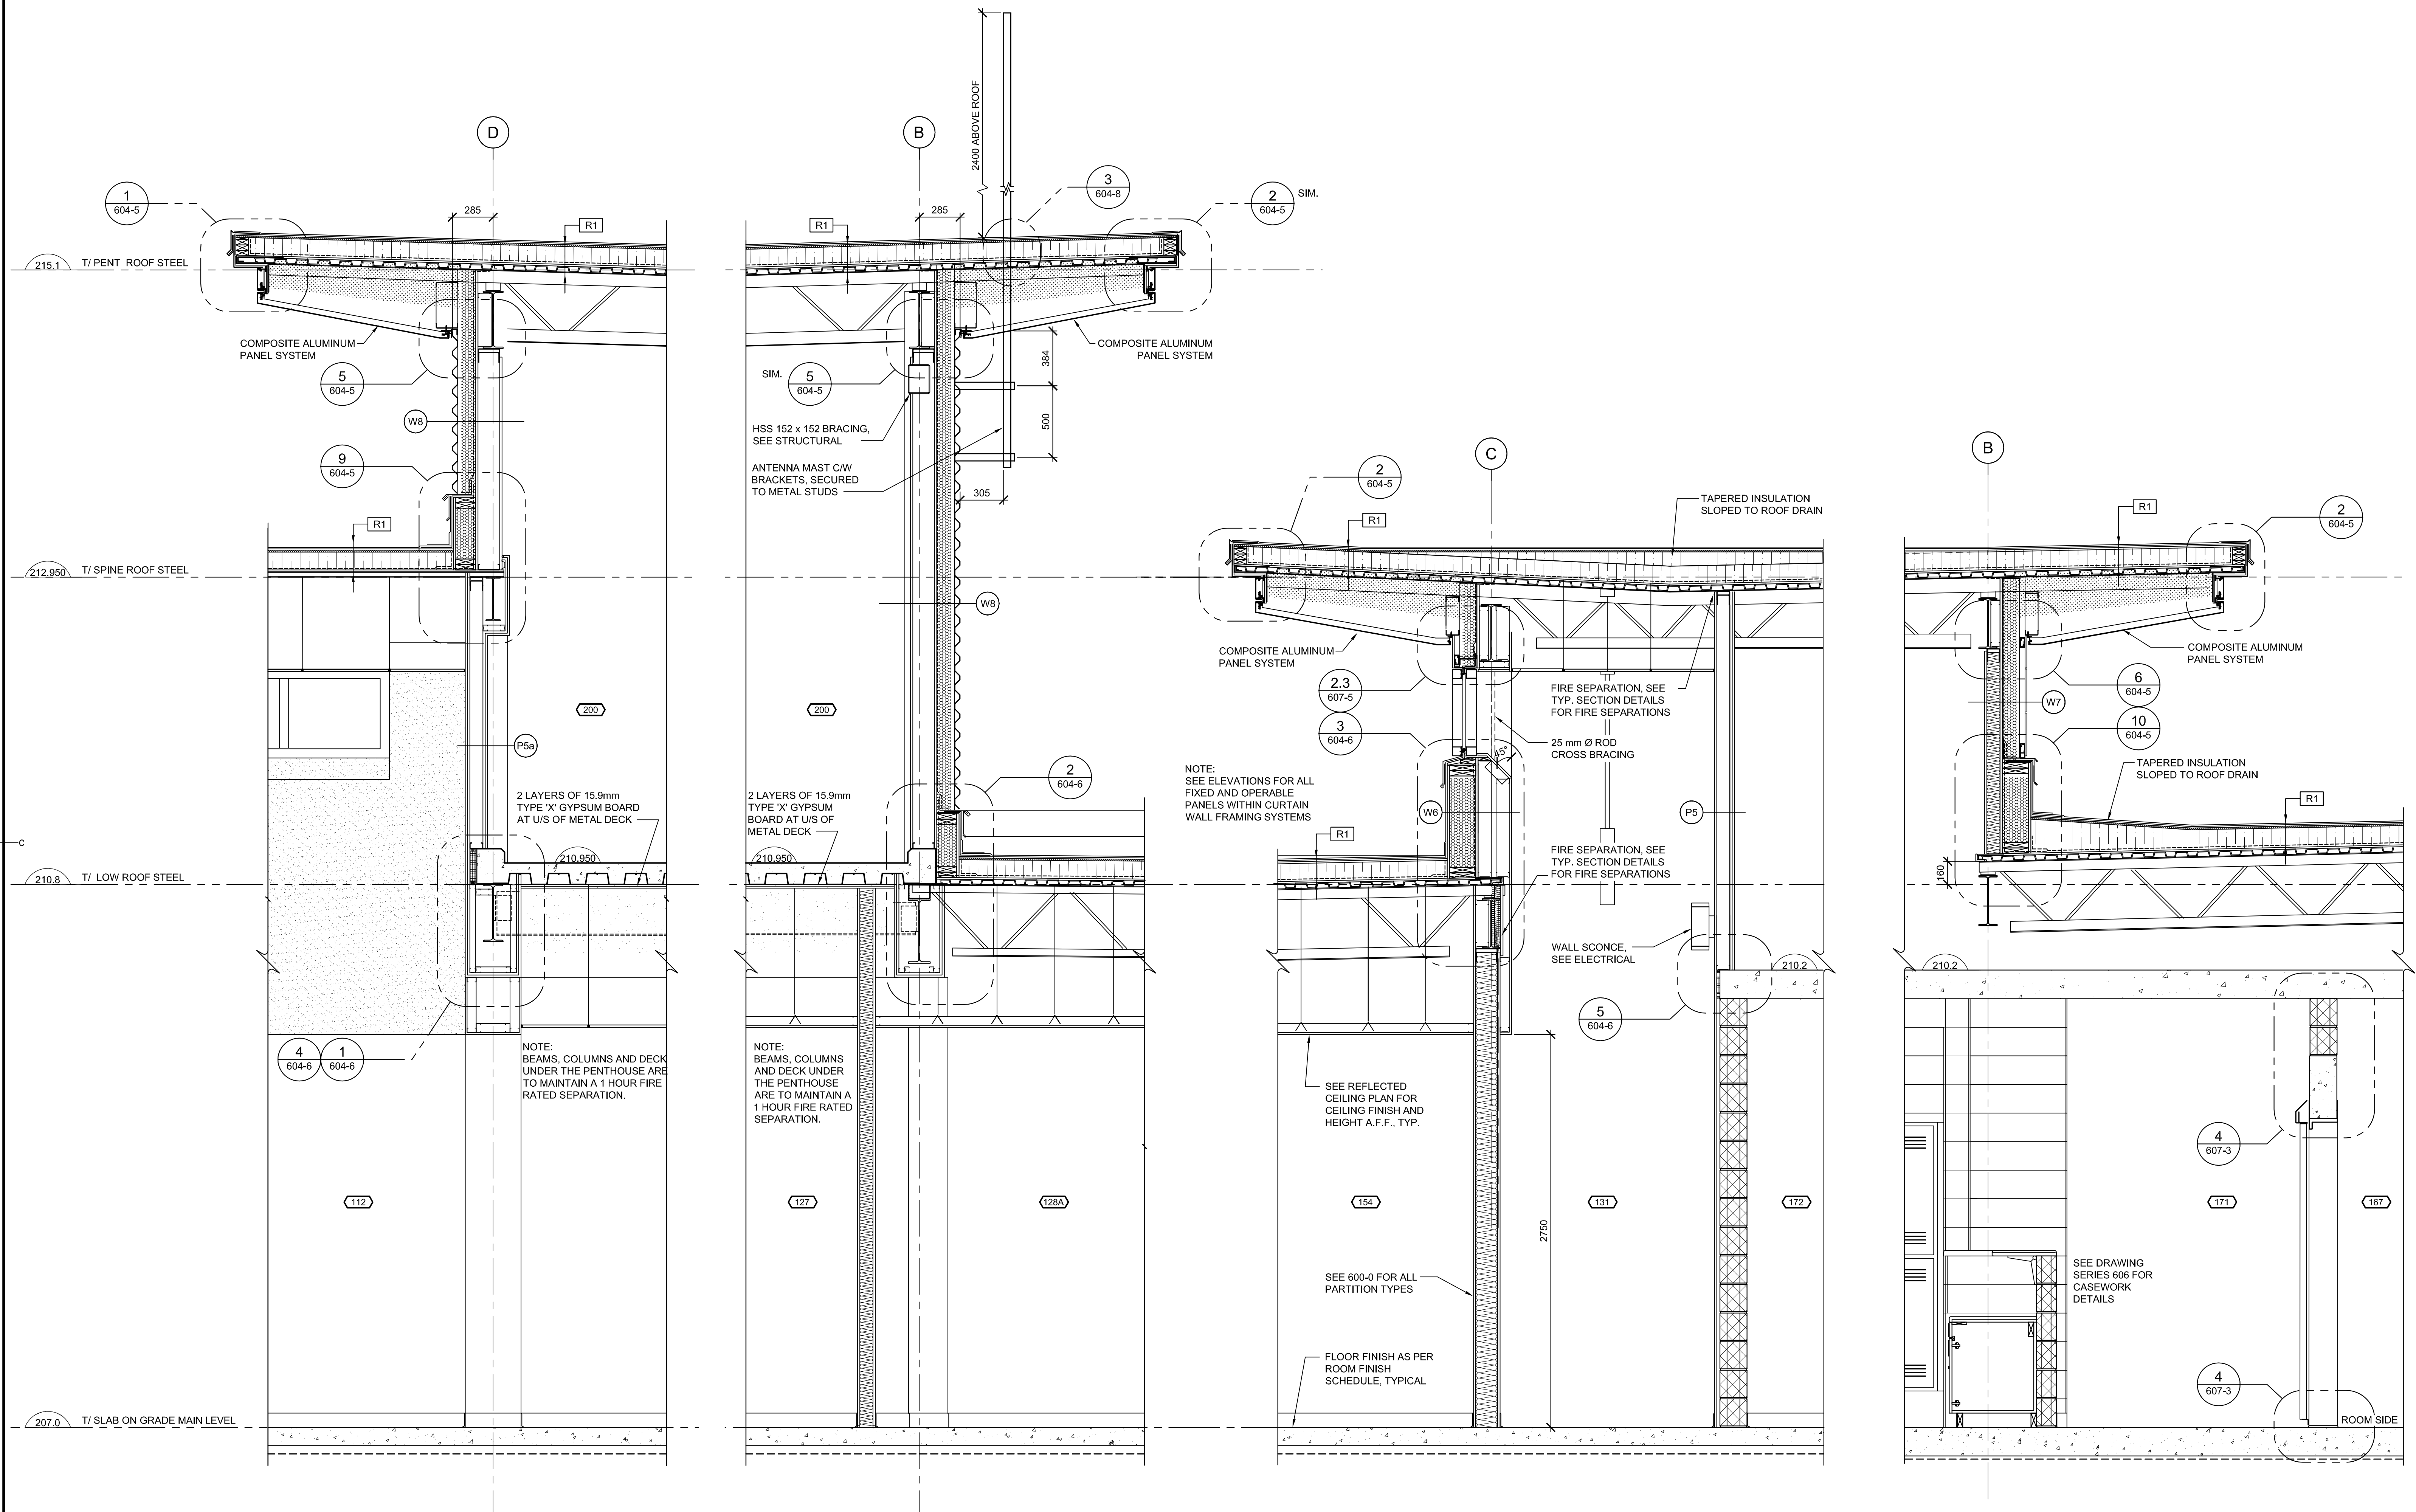 2400 ABOVE ROOF
D
B
1
604-5
285
R1
R1
285
3
604-8
2
604-5
SIM.
215.1
T/ PENT ROOF STEEL
COMPOSITE ALUMINUM
PANEL SYSTEM
5
604-5
SIM.
5
604-5
COMPOSITE ALUMINUM
PANEL SYSTEM
384
500
W8
HSS 152 x 152 BRACING,
SEE STRUCTURAL
ANTENNA MAST C/W
BRACKETS, SECURED
TO METAL STUDS
305
9
604-5
R1
212.950
T/ SPINE ROOF STEEL
W8
200
200
P5a
2 LAYERS OF 15.9mm
TYPE 'X' GYPSUM BOARD
AT U/S OF METAL DECK
2 LAYERS OF 15.9mm
TYPE 'X' GYPSUM
BOARD AT U/S OF
METAL DECK
2
604-6
C
210.950
210.950
210.8
T/ LOW ROOF STEEL
4
604-6
1
604-6
NOTE:
BEAMS, COLUMNS AND DECK
UNDER THE PENTHOUSE ARE
TO MAINTAIN A 1 HOUR FIRE
RATED SEPARATION.
NOTE:
BEAMS, COLUMNS
AND DECK UNDER
THE PENTHOUSE
ARE TO MAINTAIN A
1 HOUR FIRE RATED
SEPARATION.
112
127
128A
207.0
T/ SLAB ON GRADE MAIN LEVEL
C
2
604-5
R1
TAPERED INSULATION
SLOPED TO ROOF DRAIN
COMPOSITE ALUMINUM
PANEL SYSTEM
2.3
607-5
3
604-6
FIRE SEPARATION, SEE
TYP. SECTION DETAILS
FOR FIRE SEPARATIONS
25 mm Ø ROD
CROSS BRACING
45°
NOTE:
SEE ELEVATIONS FOR ALL
FIXED AND OPERABLE
PANELS WITHIN CURTAIN
WALL FRAMING SYSTEMS
W6
P5
R1
FIRE SEPARATION, SEE
TYP. SECTION DETAILS
FOR FIRE SEPARATIONS
WALL SCONCE,
SEE ELECTRICAL
210.2
5
604-6
SEE REFLECTED
CEILING PLAN FOR
CEILING FINISH AND
HEIGHT A.F.F., TYP.
2750
154
131
172
SEE 600-0 FOR ALL
PARTITION TYPES
FLOOR FINISH AS PER
ROOM FINISH
SCHEDULE, TYPICAL
B
R1
2
604-5
COMPOSITE ALUMINUM
PANEL SYSTEM
6
604-5
W7
10
604-5
TAPERED INSULATION
SLOPED TO ROOF DRAIN
R1
160
210.2
4
607-3
171
167
SEE DRAWING
SERIES 606 FOR
CASEWORK
DETAILS
4
607-3
ROOM SIDE